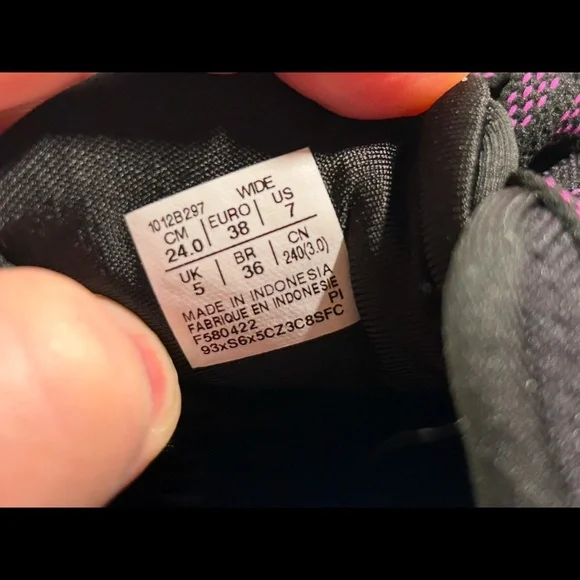 1012B297 WIDE
CM | EURO | US
24.0 | 38 | 7
UK | BR | CN
5 | 36 | 240(3.0)
MADE IN INDONESIA
FABRIQUE EN INDONESIE
F580422 PI
93xS6x5CZ3C8SFC